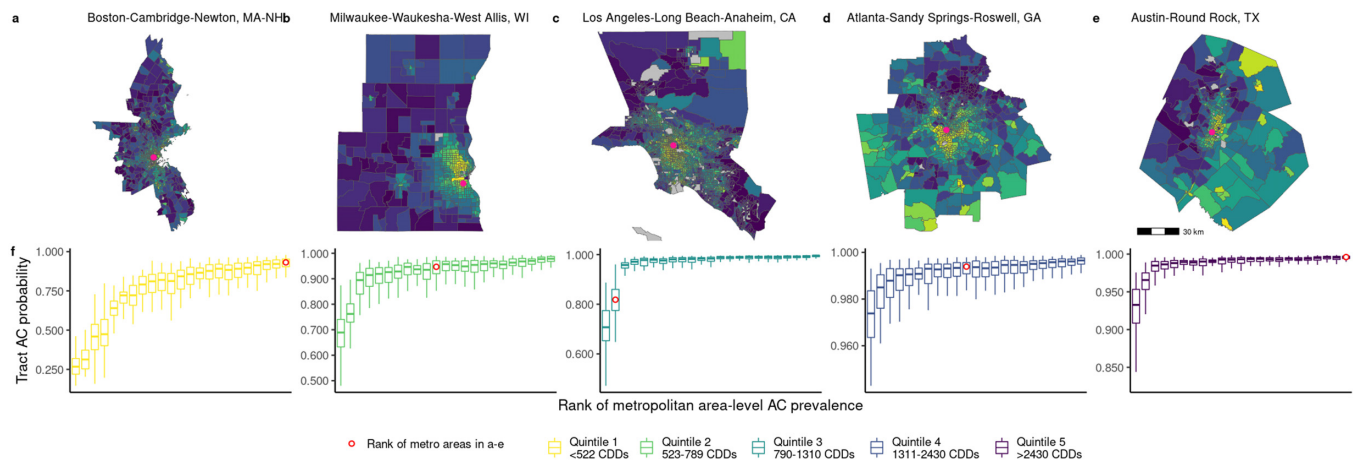 a Boston-Cambridge-Newton, MA-NH
b Milwaukee-Waukesha-West Allis, WI
c Los Angeles-Long Beach-Anaheim, CA
d Atlanta-Sandy Springs-Roswell, GA
e Austin-Round Rock, TX
30 km
f
Tract AC probability
1.000
0.750
0.500
0.250
1.000
0.900
0.800
0.700
0.600
0.500
1.000
0.800
0.600
1.000
0.980
0.960
1.000
0.950
0.900
0.850
Rank of metropolitan area-level AC prevalence
Rank of metro areas in a-e
Quintile 1
<522 CDDs
Quintile 2
523-789 CDDs
Quintile 3
790-1310 CDDs
Quintile 4
1311-2430 CDDs
Quintile 5
>2430 CDDs